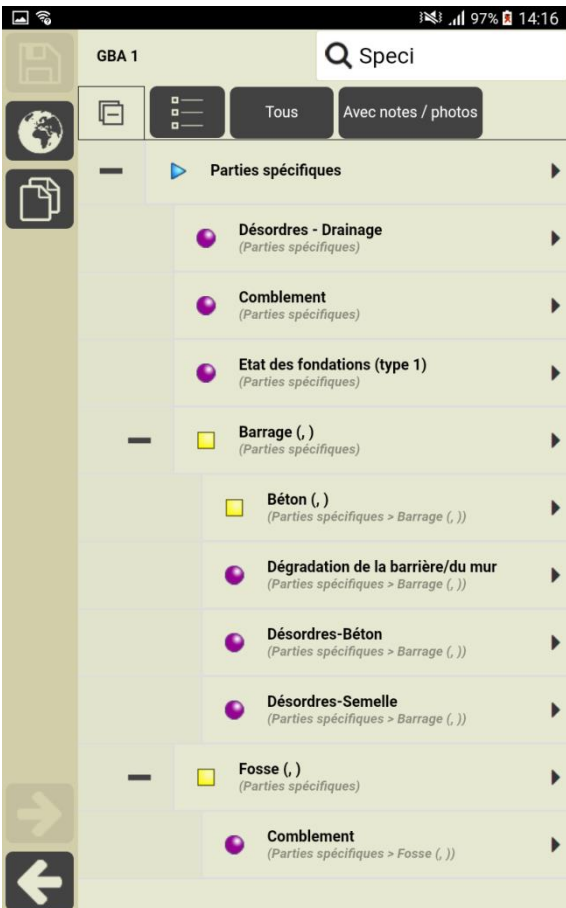 97% 14:16
GBA 1
Speci
Tous
Avec notes / photos
Parties spécifiques
Désordres - Drainage
(Parties spécifiques)
Comblement
(Parties spécifiques)
Etat des fondations (type 1)
(Parties spécifiques)
Barrage (, )
(Parties spécifiques)
Béton (, )
(Parties spécifiques > Barrage (, ))
Dégradation de la barrière/du mur
(Parties spécifiques > Barrage (, ))
Désordres-Béton
(Parties spécifiques > Barrage (, ))
Désordres-Semelle
(Parties spécifiques > Barrage (, ))
Fosse (, )
(Parties spécifiques)
Comblement
(Parties spécifiques > Fosse (, ))